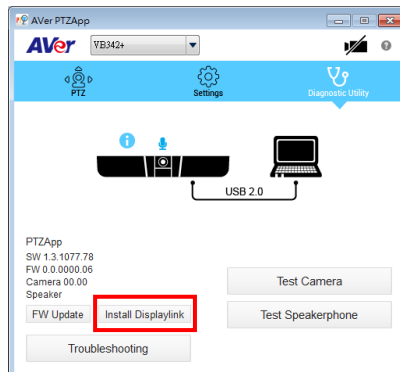 AVer PTZApp
AVer VB342+
PTZ Settings Diagnostic Utility
USB 2.0
PTZApp
SW 1.3.1077.78
FW 0.0.0000.06
Camera 00.00
Speaker
FW Update Install Displaylink
Test Camera
Test Speakerphone
Troubleshooting